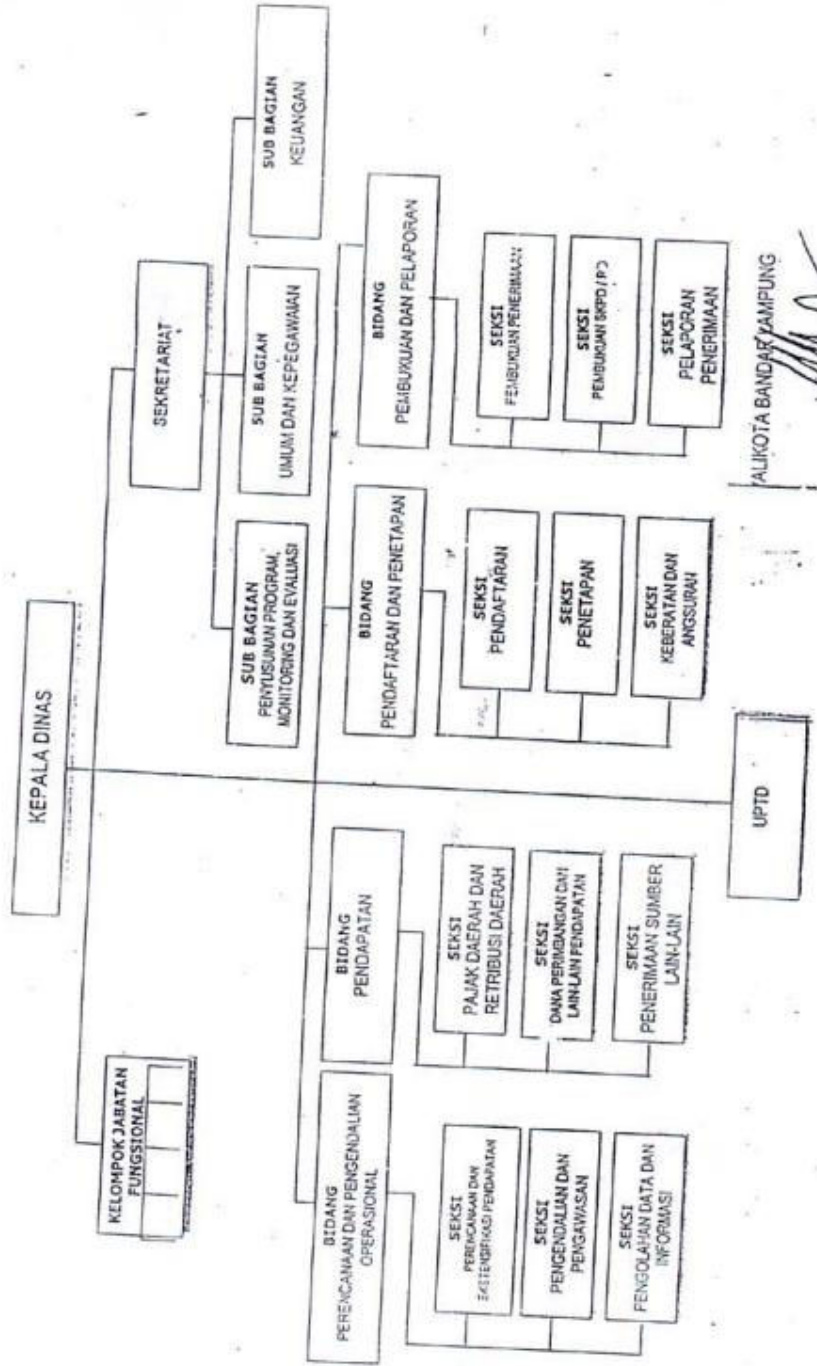 KEPALA DINAS
KELOMPOK JABATAN
FUNGSIONAL
SEKRETARIAT
SUB BAGIAN
PENYUSUNAN PROGRAM,
MONITORING DAN EVALUASI
SUB BAGIAN
UMUM DAN KEPEGAWAIAN
SUB BAGIAN
KEUANGAN
BIDANG
PERENCANAAN DAN PENGENDALIAN
OPERASIONAL
BIDANG
PENDAPATAN
BIDANG
PENDAFTARAN DAN PENETAPAN
BIDANG
PEMBUKUAN DAN PELAPORAN
SEKSI
PERENCANAAN DAN
PENDAPATAN
SEKSI
PENGENDALIAN DAN
PENGAWASAN
SEKSI
PENGOLAHAN DATA DAN
INFORMASI
SEKSI
PAJAK DAERAH DAN
RETRIBUSI DAERAH
SEKSI
DANA PERIMBANGAN DAN
LAIN-LAIN PENDAPATAN
SEKSI
PENERIMAAN SUMBER
LAIN-LAIN
SEKSI
PENDAFTARAN
SEKSI
PENETAPAN
SEKSI
KEBERATAN DAN
ANGSURAN
SEKSI
PEMBUKUAN PENERIMAAN
SEKSI
PEMBUKUAN
SEKSI
PELAPORAN
PENERIMAAN
UPTD
ALIKOTA BANDAR LAMPUNG